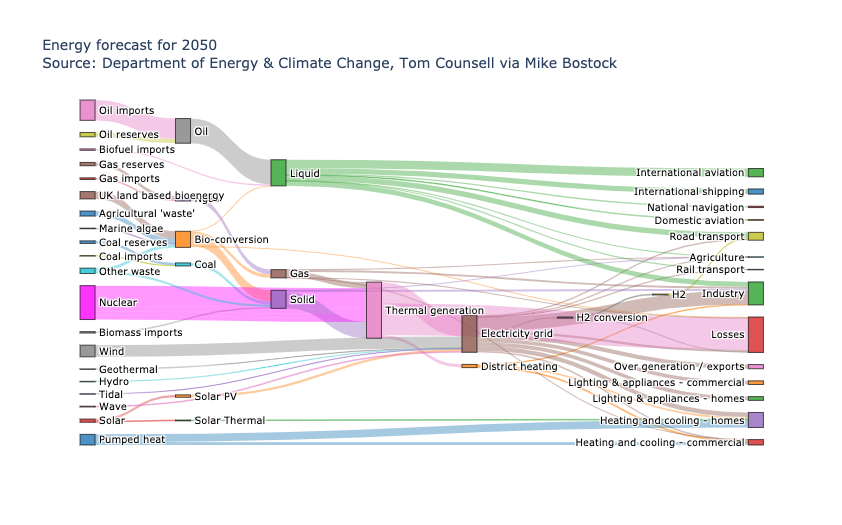 Energy forecast for 2050
Source: Department of Energy & Climate Change, Tom Counsell via Mike Bostock
Oil imports
Oil reserves
Biofuel imports
Gas reserves
Gas imports
UK land based bioenergy
Agricultural 'waste'
Marine algae
Coal reserves
Coal imports
Other waste
Nuclear
Biomass imports
Wind
Geothermal
Hydro
Tidal
Wave
Solar
Pumped heat
Oil
Bio-conversion
Coal
Solar PV
Solar Thermal
Liquid
Gas
Solid
Thermal generation
Electricity grid
District heating
H2 conversion
H2
International aviation
International shipping
National navigation
Domestic aviation
Road transport
Agriculture
Rail transport
Industry
Losses
Over generation / exports
Lighting & appliances - commercial
Lighting & appliances - homes
Heating and cooling - homes
Heating and cooling - commercial